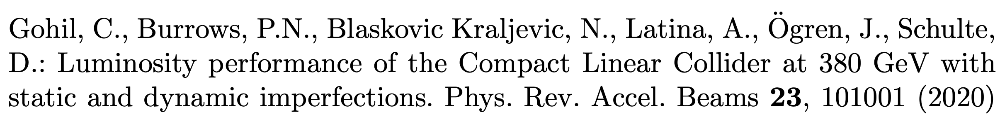 Gohil, C., Burrows, P.N., Blaskovic Kraljevic, N., Latina, A., Ögren, J., Schulte,
D.: Luminosity performance of the Compact Linear Collider at 380 GeV with
static and dynamic imperfections. Phys. Rev. Accel. Beams 23, 101001 (2020)